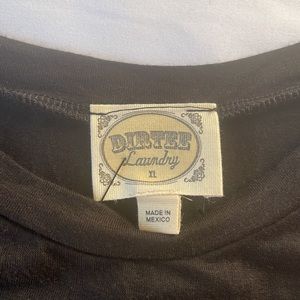 DIRTEE
Laundry
XL
MADE IN
MEXICO